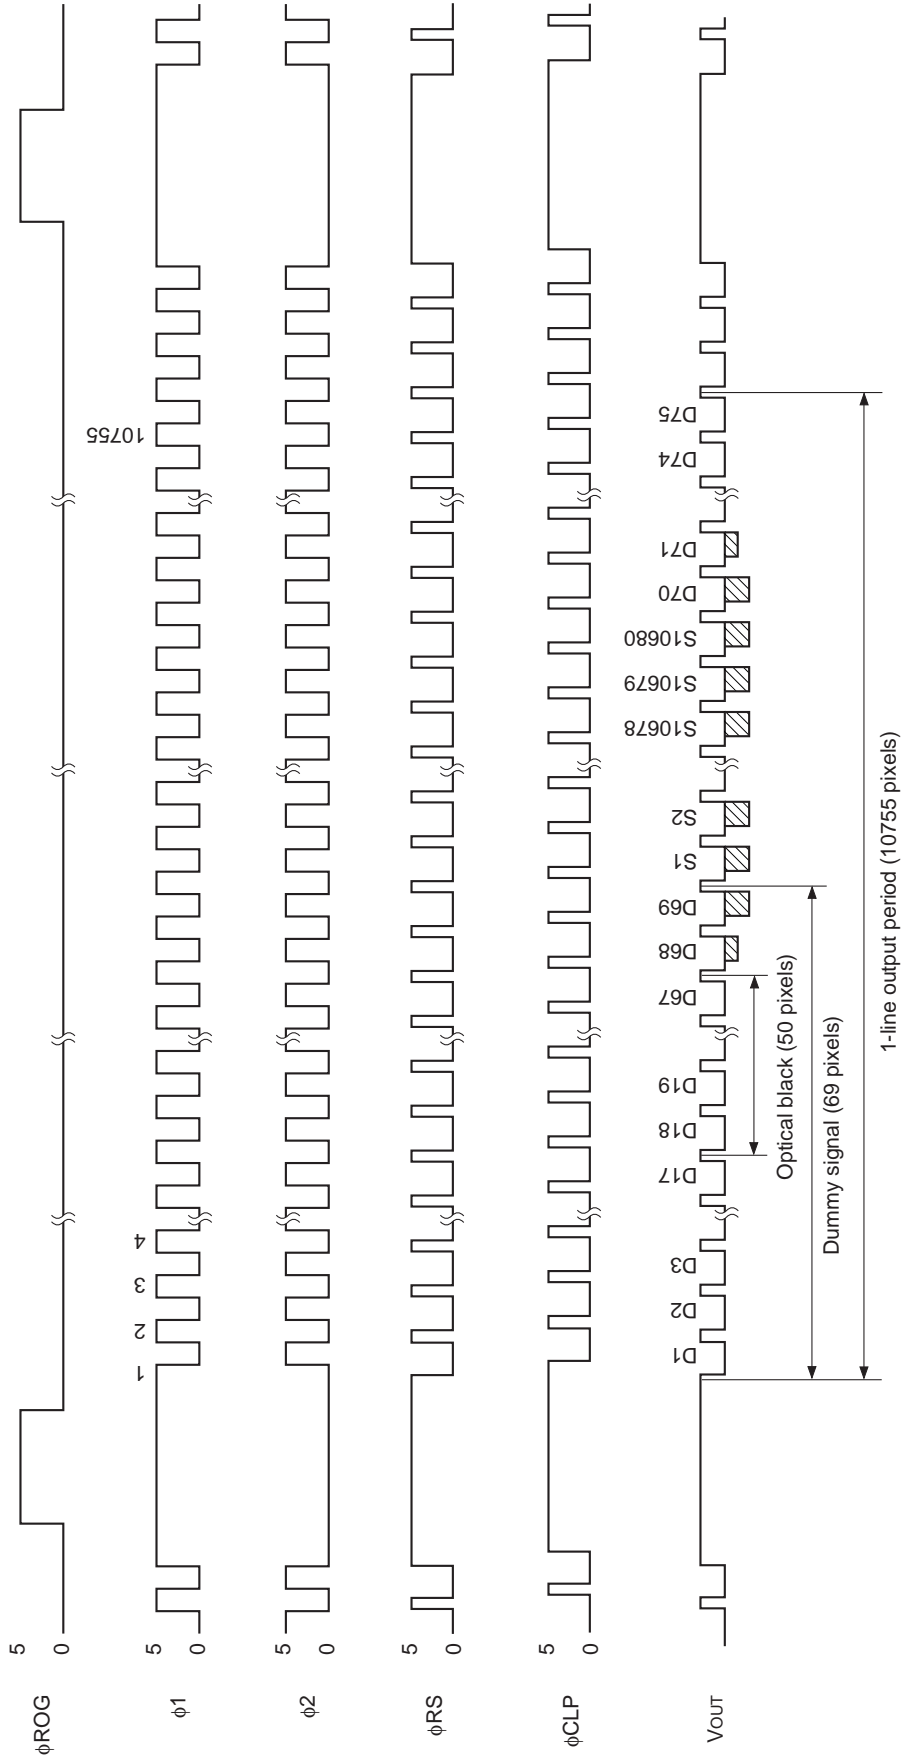 φROG
5
0
φ1
5
0
1
2
3
4
10755
φ2
5
0
φRS
5
0
φCLP
5
0
VOUT
D1
D2
D3
D17
D18
D19
D67
D68
D69
S1
S2
S10678
S10679
S10680
D70
D71
D74
D75
Optical black (50 pixels)
Dummy signal (69 pixels)
1-line output period (10755 pixels)